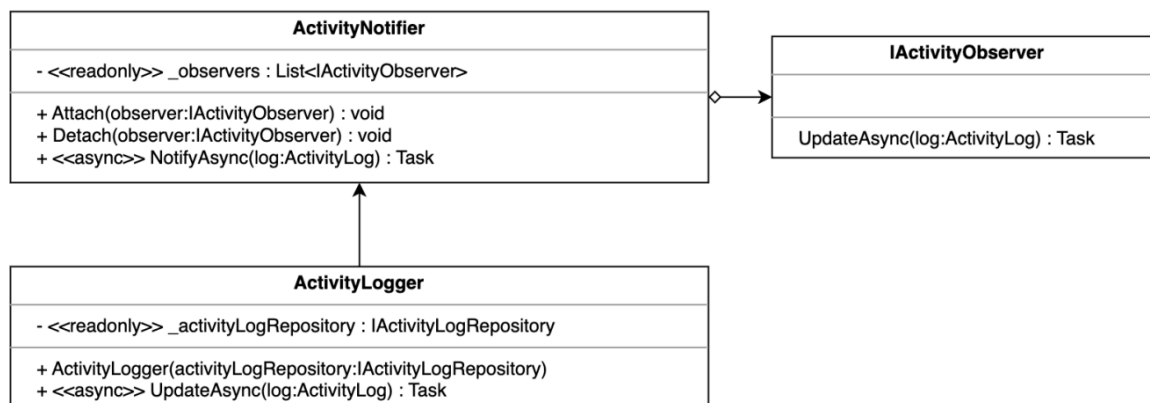 ActivityNotifier
- <<readonly>> _observers : List<IActivityObserver>
+ Attach(observer:IActivityObserver) : void
+ Detach(observer:IActivityObserver) : void
+ <<async>> NotifyAsync(log:ActivityLog) : Task
IActivityObserver
UpdateAsync(log:ActivityLog) : Task
ActivityLogger
- <<readonly>> _activityLogRepository : IActivityLogRepository
+ ActivityLogger(activityLogRepository:IActivityLogRepository)
+ <<async>> UpdateAsync(log:ActivityLog) : Task